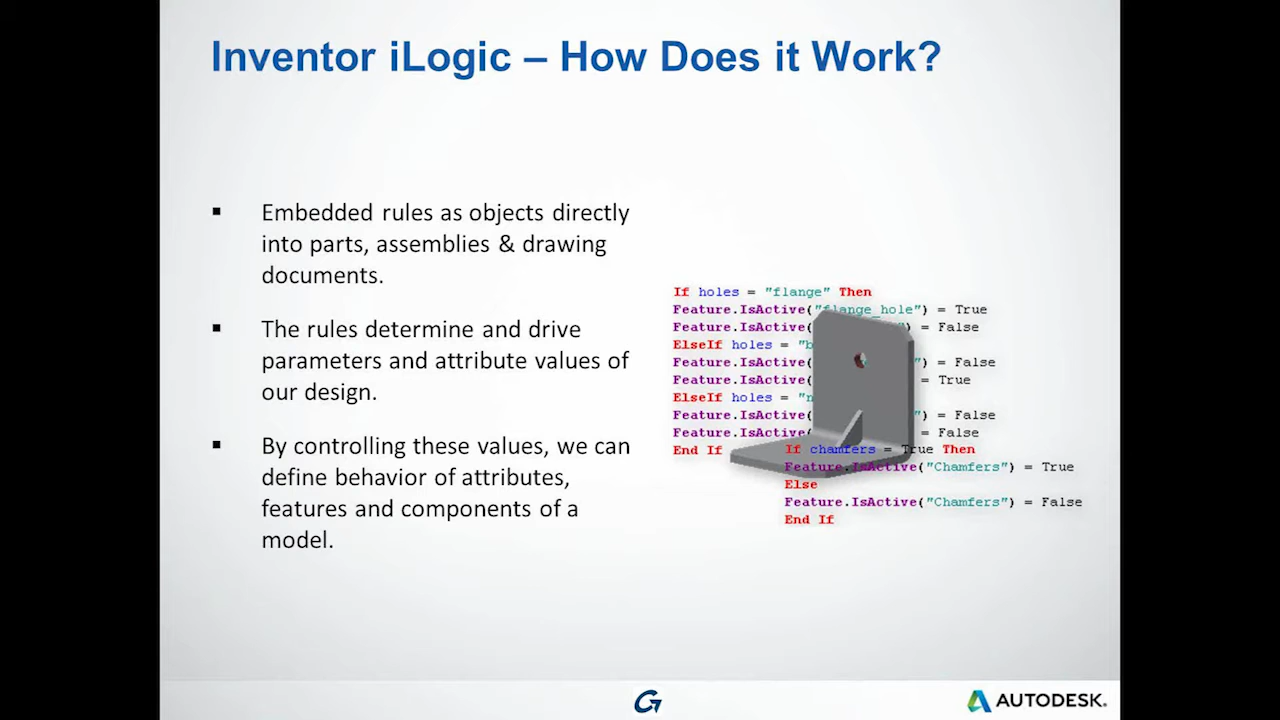 Inventor iLogic – How Does it Work?
▪ Embedded rules as objects directly
into parts, assemblies & drawing
documents.
▪ The rules determine and drive
parameters and attribute values of
our design.
▪ By controlling these values, we can
define behavior of attributes,
features and components of a
model.
If holes = "flange" Then
Feature.IsActive("flange_hole") = True
Feature.IsActive( ") = False
ElseIf holes = "b
Feature.IsActive( ") = False
Feature.IsActive( = True
ElseIf holes = "n
Feature.IsActive( ") = False
Feature.IsActive( = False
End If
If chamfers = True Then
Feature.IsActive("Chamfers") = True
Else
Feature.IsActive("Chamfers") = False
End If
AUTODESK.